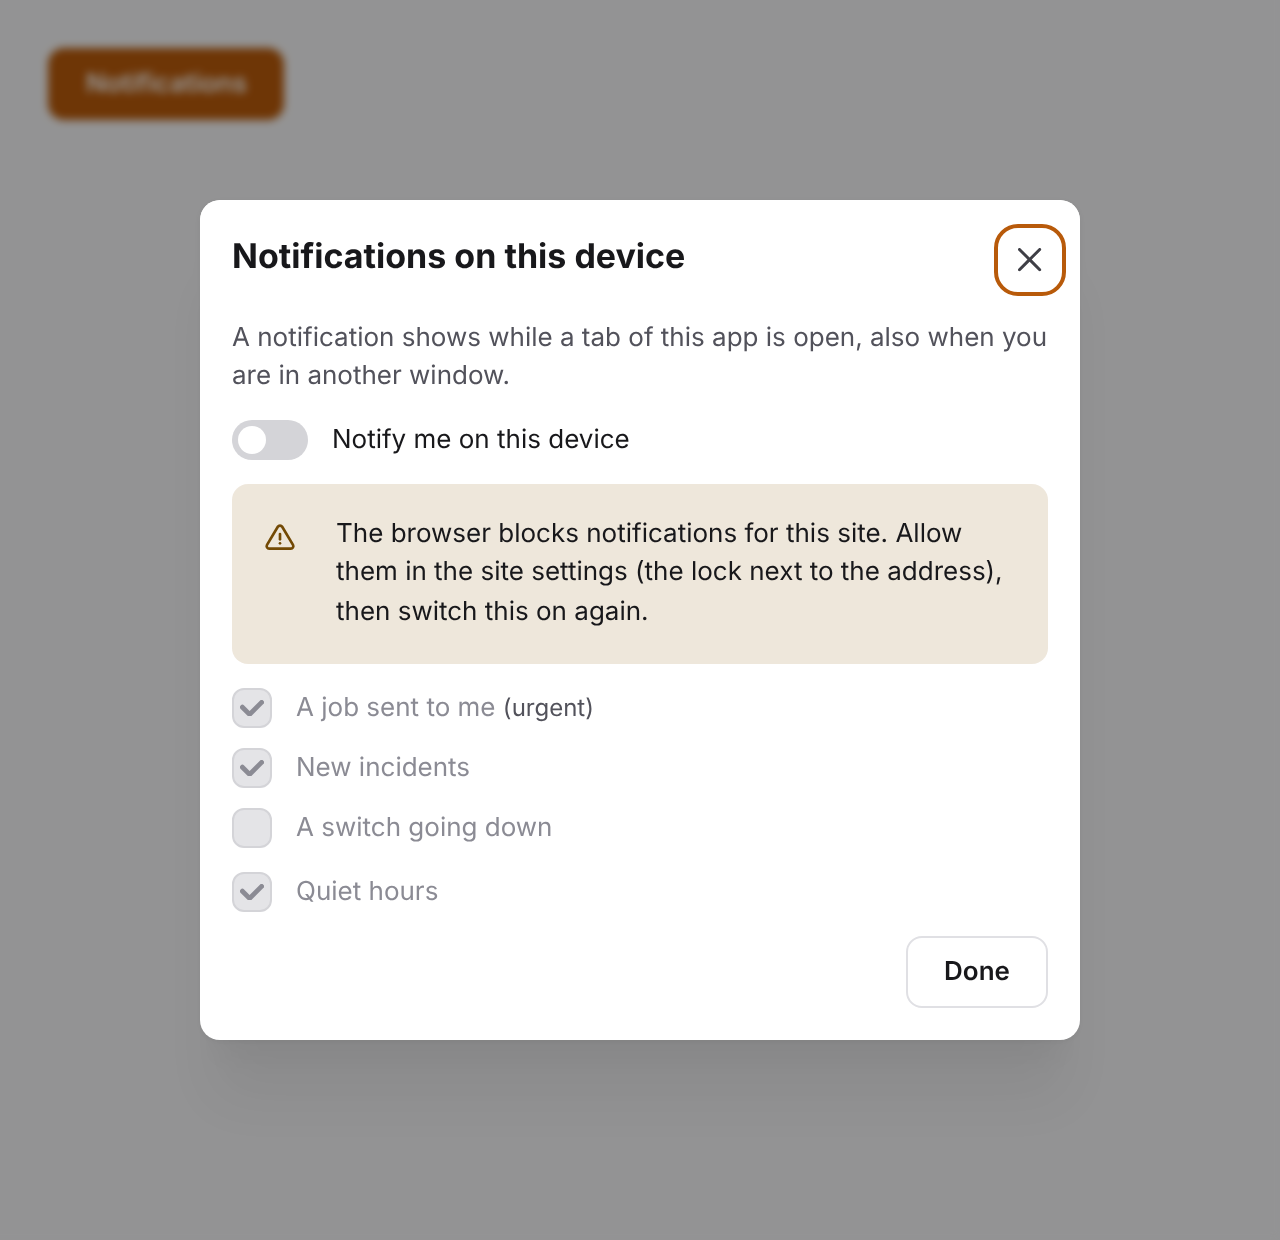 Notifications
Notifications on this device
A notification shows while a tab of this app is open, also when you
are in another window.
Notify me on this device
The browser blocks notifications for this site. Allow
them in the site settings (the lock next to the address),
then switch this on again.
A job sent to me (urgent)
New incidents
A switch going down
Quiet hours
Done